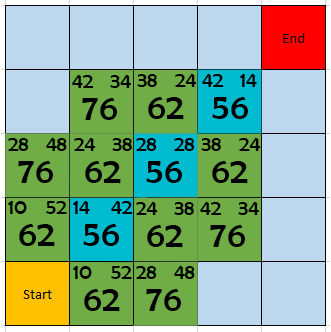 End
42 34 38 24 42 14
76 62 56
28 48 24 38 28 28 38 24
76 62 56 62
10 52 14 42 24 38 42 34
62 56 62 76
10 52 28 48
Start 62 76